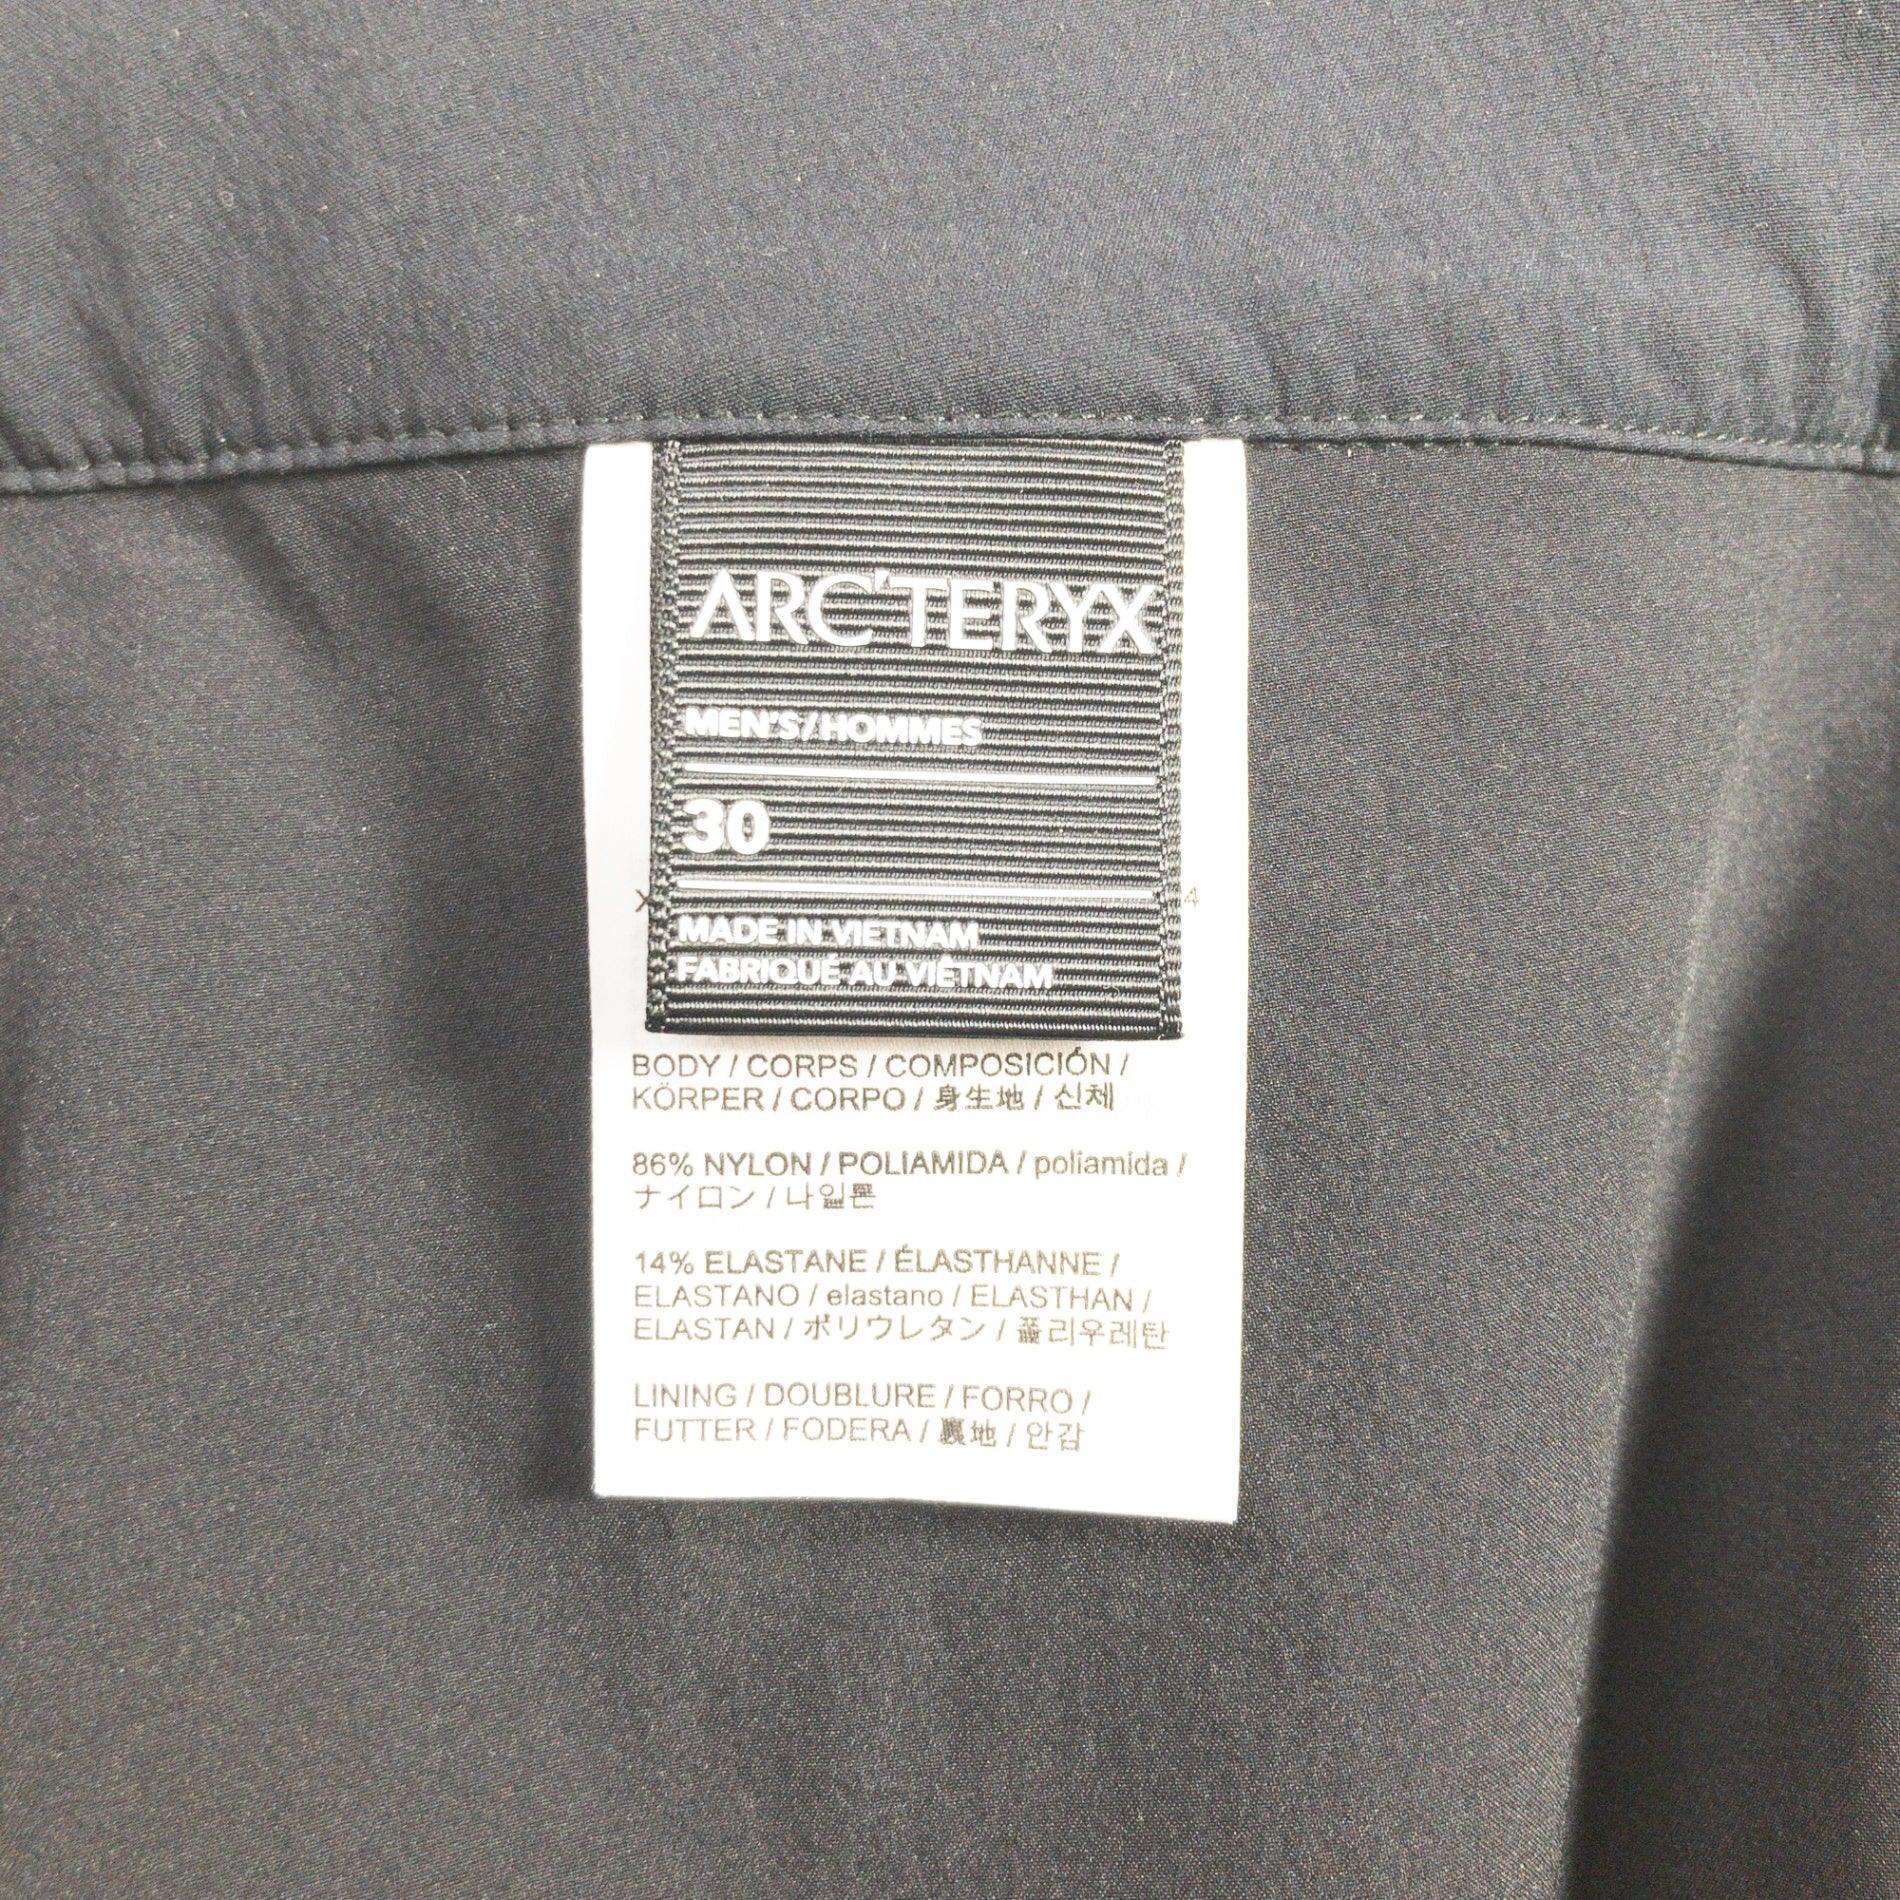 ARC'TERYX
MEN'S/HOMMES
30
MADE IN VIETNAM
FABRIQUÉ AU VIÊTNAM
BODY / CORPS / COMPOSICIÓN /
KÖRPER / CORPO / 身生地 / 신체
86% NYLON / POLIAMIDA / poliamida /
ナイロン / 나일론
14% ELASTANE / ÉLASTHANNE /
ELASTANO / elastano / ELASTHAN /
ELASTAN / ポリウレタン / 폴리우레탄
LINING / DOUBLURE / FORRO /
FUTTER / FODERA / 裏地 / 안감